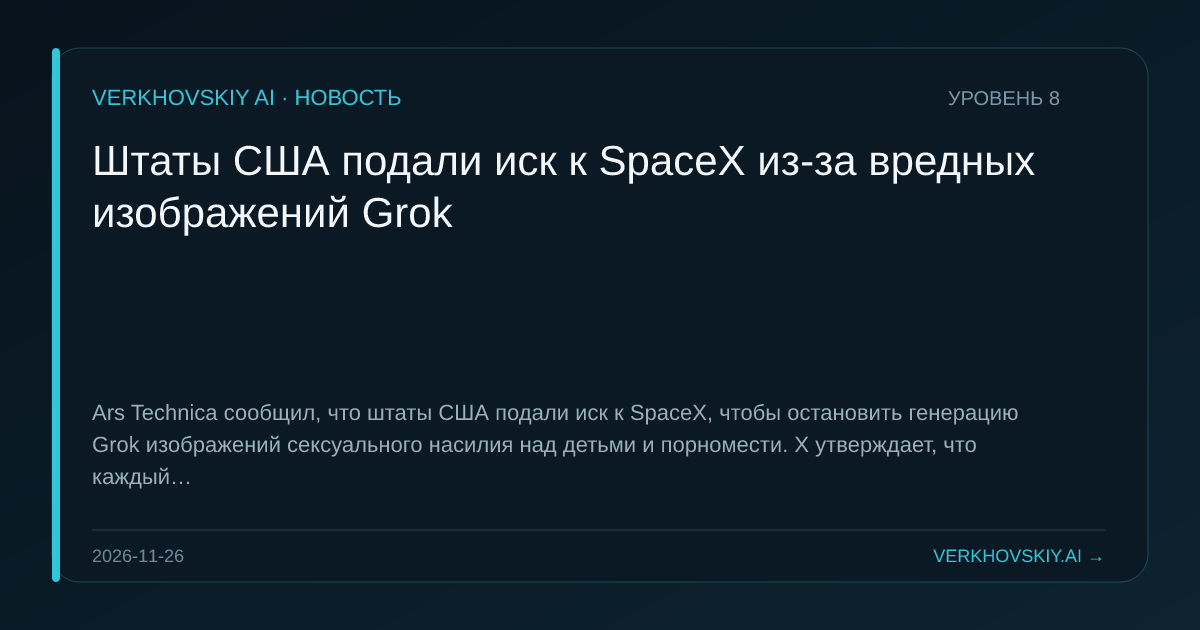 VERKHOVSKIY AI · НОВОСТЬ
УРОВЕНЬ 8
Штаты США подали иск к SpaceX из-за вредных
изображений Grok
Ars Technica сообщил, что штаты США подали иск к SpaceX, чтобы остановить генерацию
Grok изображений сексуального насилия над детьми и порномести. X утверждает, что
каждый…
2026-11-26
VERKHOVSKIY.AI →